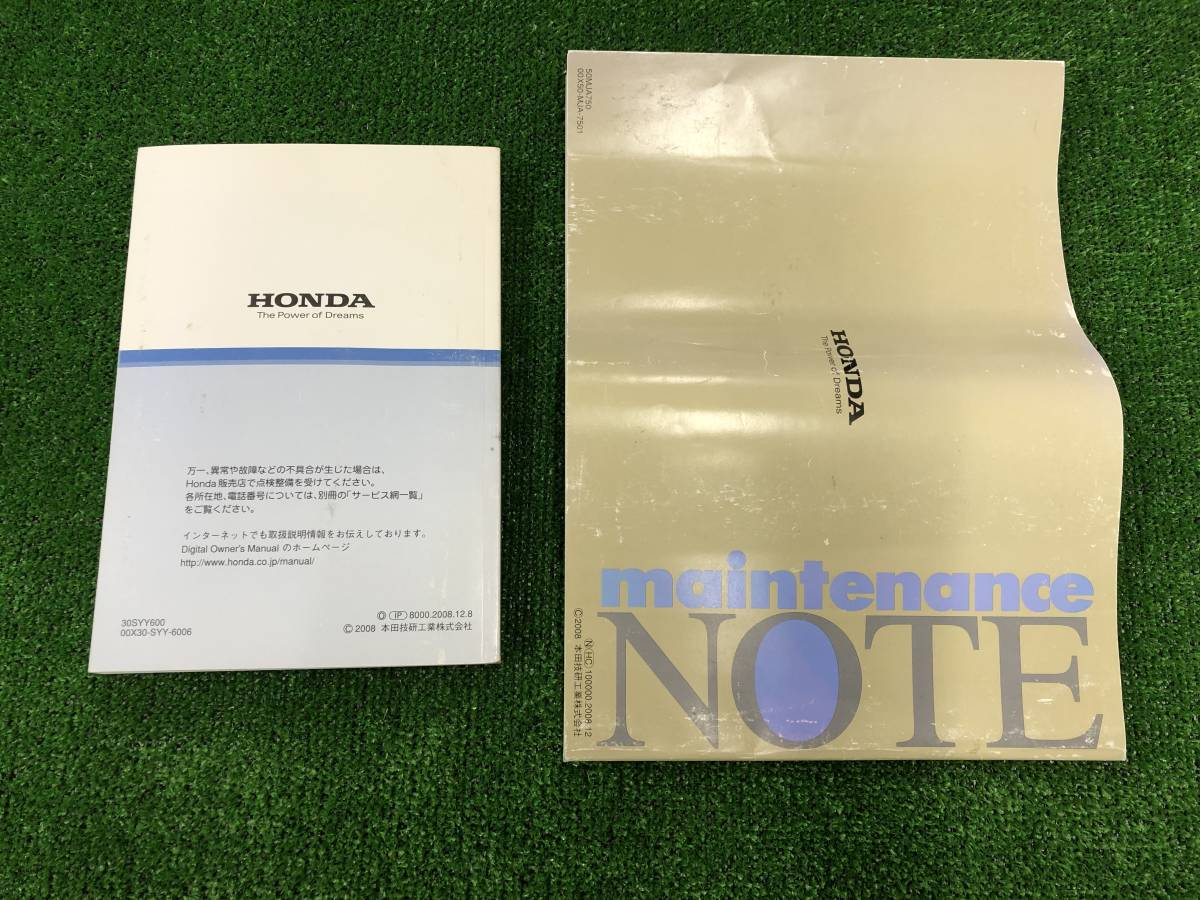 HONDA
The Power of Dreams
万一、異常や故障などの不具合が生じた場合は、
Honda 販売店で点検整備を受けてください。
各所在地、電話番号については、別冊の「サービス網一覧」
をご覧ください。
インターネットでも取扱説明情報をお伝えしております。
Digital Owner's Manual のホームページ
http://www.honda.co.jp/manual/
30SYY600
00X30-SYY-6006
◎ (iP) 8000.2008.12.8
Ⓒ 2008 本田技研工業株式会社
50MJA750
00X50-MJA-7501
HONDA
The Power of Dreams
maintenance
NOTE
Ⓝ(HC)100000.2008.12
Ⓒ2008 本田技研工業株式会社